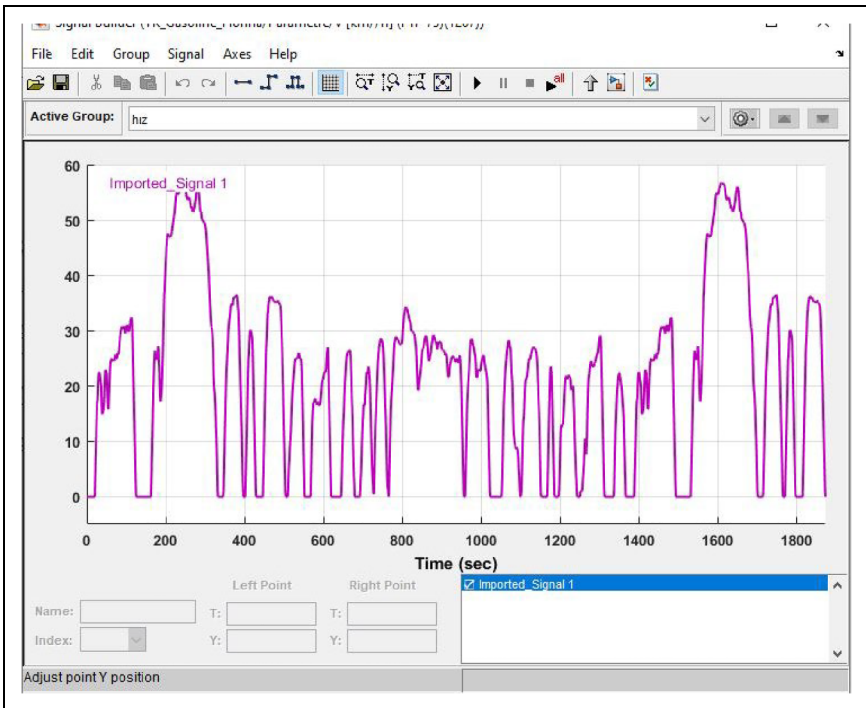 File Edit Group Signal Axes Help
all
Active Group: hız
Imported_Signal 1
60
50
40
30
20
10
0
0 200 400 600 800 1000 1200 1400 1600 1800
Time (sec)
Left Point Right Point
Imported_Signal 1
Name: T: T:
Index: Y: Y:
Adjust point Y position